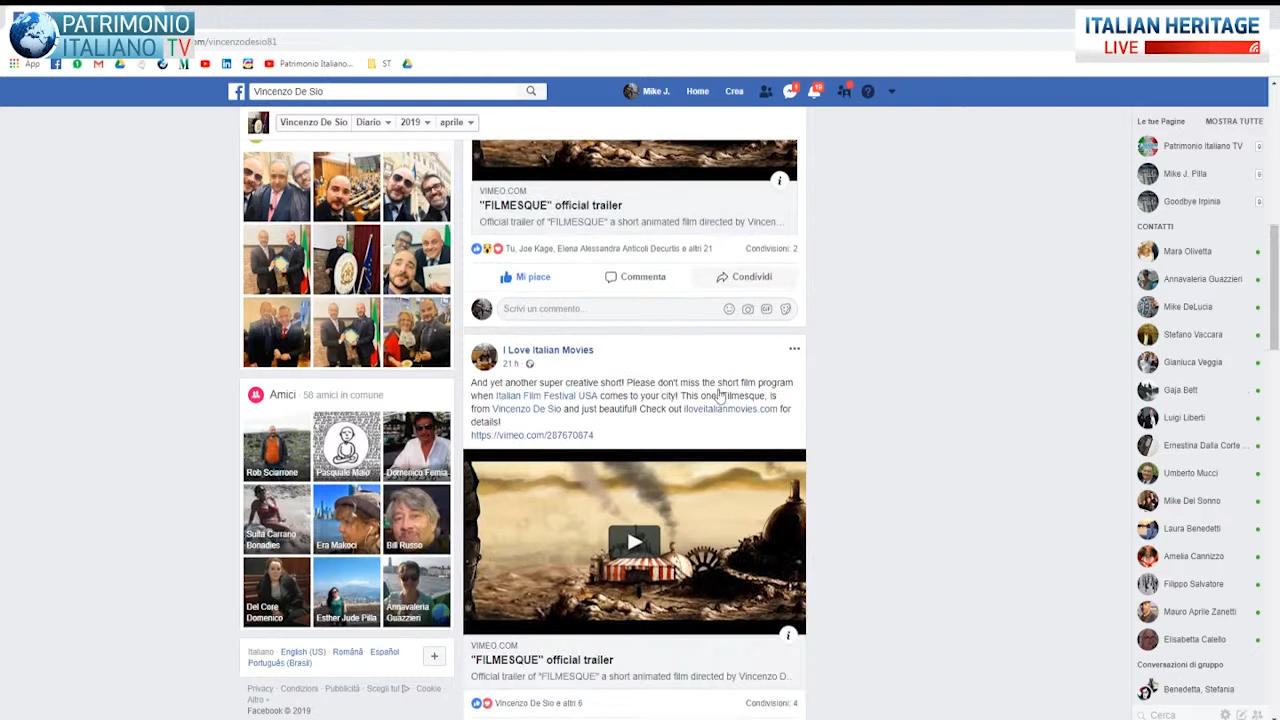 PATRIMONIO
ITALIANO TV
ITALIAN HERITAGE
LIVE
om/vincenzodesio81
App
Patrimonio Italiano...
ST
Vincenzo De Sio
Mike J.
Home
Crea
Vincenzo De Sio
Diario
2019
aprile
VIMEO.COM
"FILMESQUE" official trailer
Official trailer of "FILMESQUE" a short animated film directed by Vincen...
Tu, Joe Kage, Elena Alessandra Anticoli Decurtis e altri 21
Condivisioni: 2
Mi piace
Commenta
Condividi
Scrivi un commento...
I Love Italian Movies
21 h
And yet another super creative short! Please don't miss the short film program
when Italian Film Festival USA comes to your city! This one, Filmesque, is
from Vincenzo De Sio and just beautiful! Check out iloveitalianmovies.com for
details!
https://vimeo.com/287670874
VIMEO.COM
"FILMESQUE" official trailer
Official trailer of "FILMESQUE" a short animated film directed by Vincenzo D...
Vincenzo De Sio e altri 6
Condivisioni: 4
Amici · 58 amici in comune
Rob Sciarrone
Pasquale Maio
Domenico Femia
Sulta Carrano
Bonadies
Era Makoci
Bill Russo
Del Core
Domenico
Esther Jude Pilla
Annavaleria
Guazzieri
Italiano · English (US) · Română · Español ·
Português (Brasil)
Privacy · Condizioni · Pubblicità · Scegli tu! · Cookie ·
Altro
Facebook © 2019
Le tue Pagine
MOSTRA TUTTE
Patrimonio Italiano TV
Mike J. Pilla
Goodbye Irpinia
CONTATTI
Mara Olivetta
Annavaleria Guazzieri
Mike DeLucia
Stefano Vaccara
Gianluca Veggia
Gaja Bett
Luigi Liberti
Ernestina Dalla Corte ...
Umberto Mucci
Mike Del Sonno
Laura Benedetti
Amelia Cannizzo
Filippo Salvatore
Mauro Aprile Zanetti
Elisabetta Calello
Conversazioni di gruppo
Benedetta, Stefania
Cerca